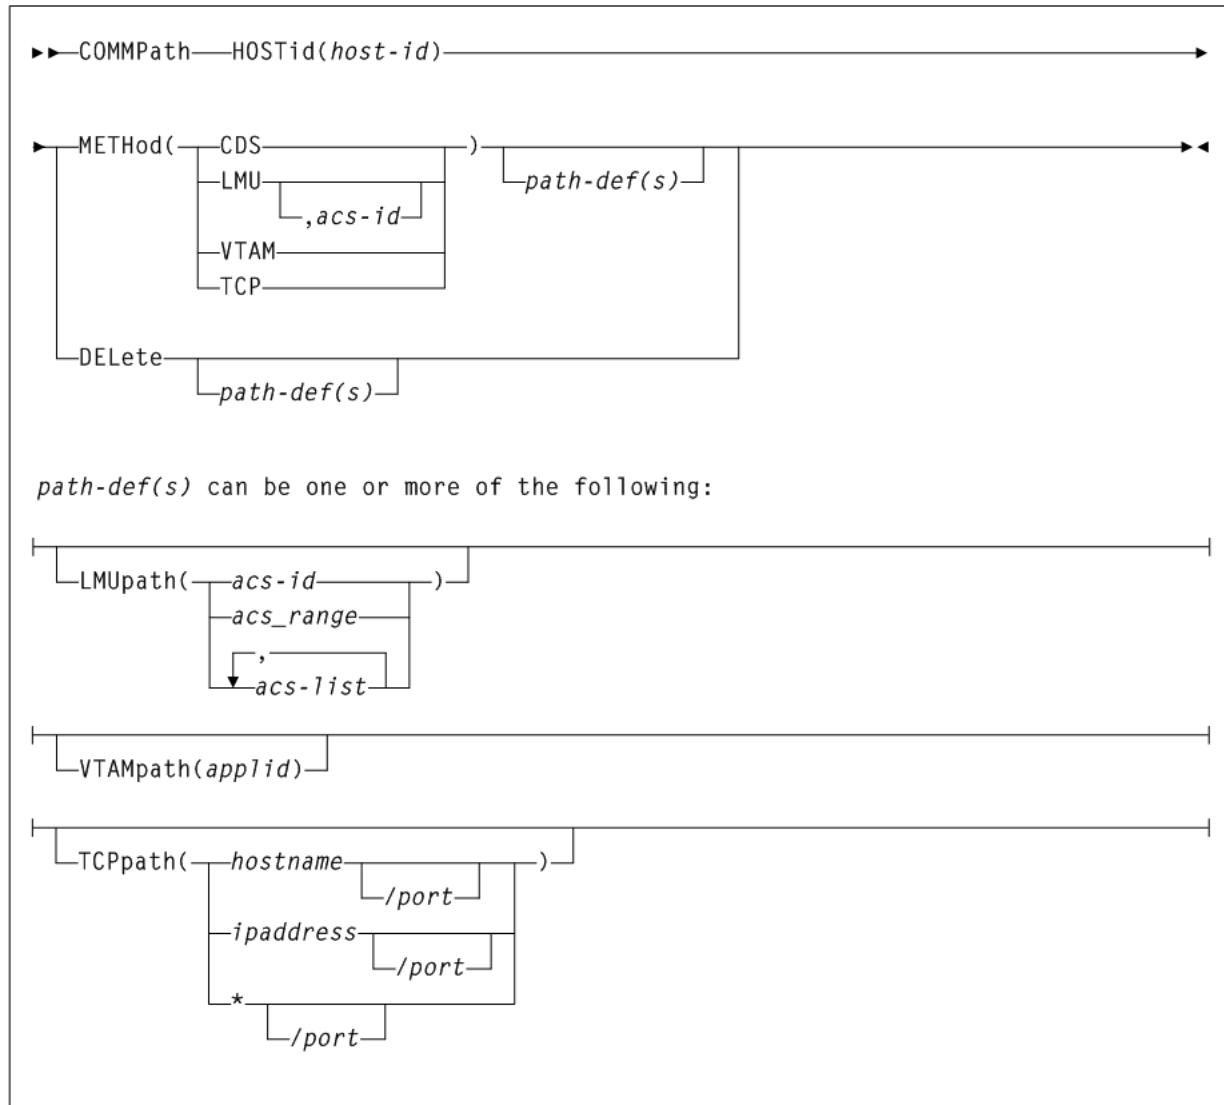 COMMPath HOSTid(host-id)
METHod( CDS ) path-def(s)
LMU ,acs-id
VTAM
TCP
DELete path-def(s)
path-def(s) can be one or more of the following:
LMUpath( acs-id )
acs_range
,
acs-list
VTAMpath(applid)
TCPpath( hostname /port )
ipaddress /port
* /port